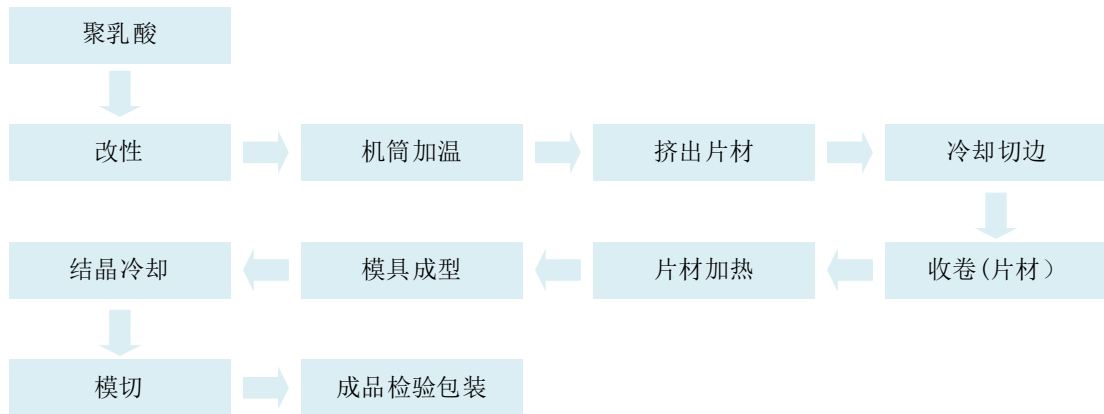 聚乳酸
改性
机筒加温
挤出片材
冷却切边
收卷(片材）
片材加热
模具成型
结晶冷却
模切
成品检验包装